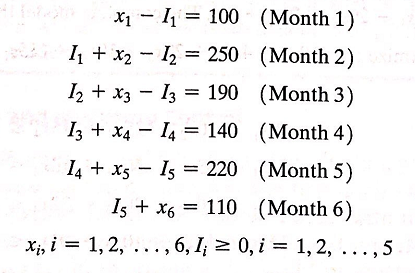 x₁ − I₁ = 100 (Month 1)
I₁ + x₂ − I₂ = 250 (Month 2)
I₂ + x₃ − I₃ = 190 (Month 3)
I₃ + x₄ − I₄ = 140 (Month 4)
I₄ + x₅ − I₅ = 220 (Month 5)
I₅ + x₆ = 110 (Month 6)
xᵢ, i = 1, 2, . . . , 6, Iᵢ ≥ 0, i = 1, 2, . . . , 5